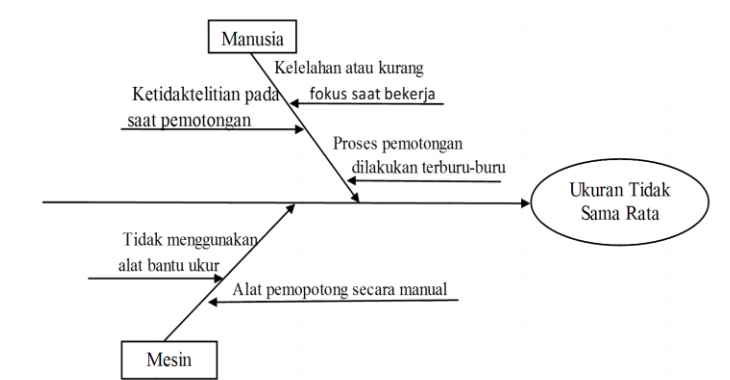 Manusia
Kelelahan atau kurang
fokus saat bekerja
Ketidaktelitian pada
saat pemotongan
Proses pemotongan
dilakukan terburu-buru
Ukuran Tidak
Sama Rata
Tidak menggunakan
alat bantu ukur
Alat pemopotong secara manual
Mesin